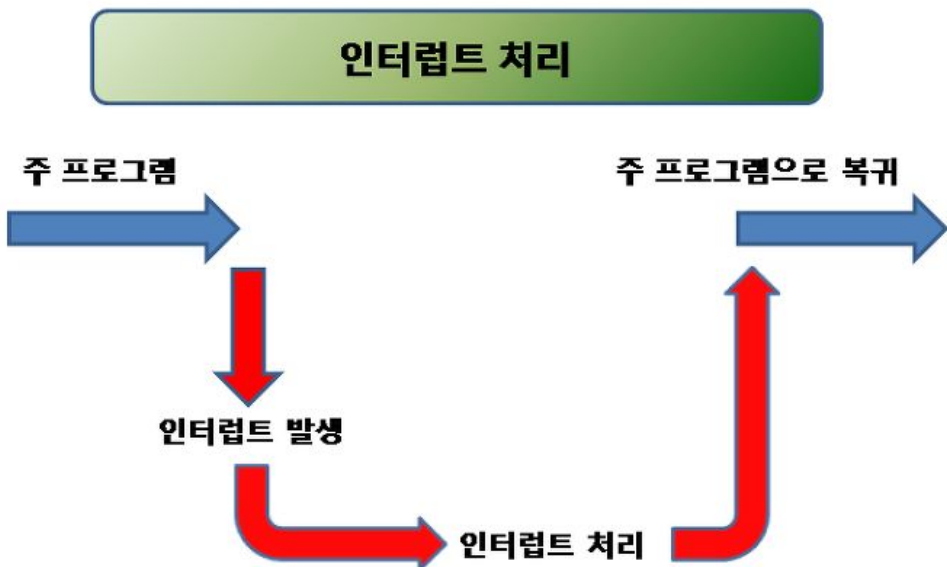 인터럽트 처리
주 프로그램
주 프로그램으로 복귀
인터럽트 발생
인터럽트 처리